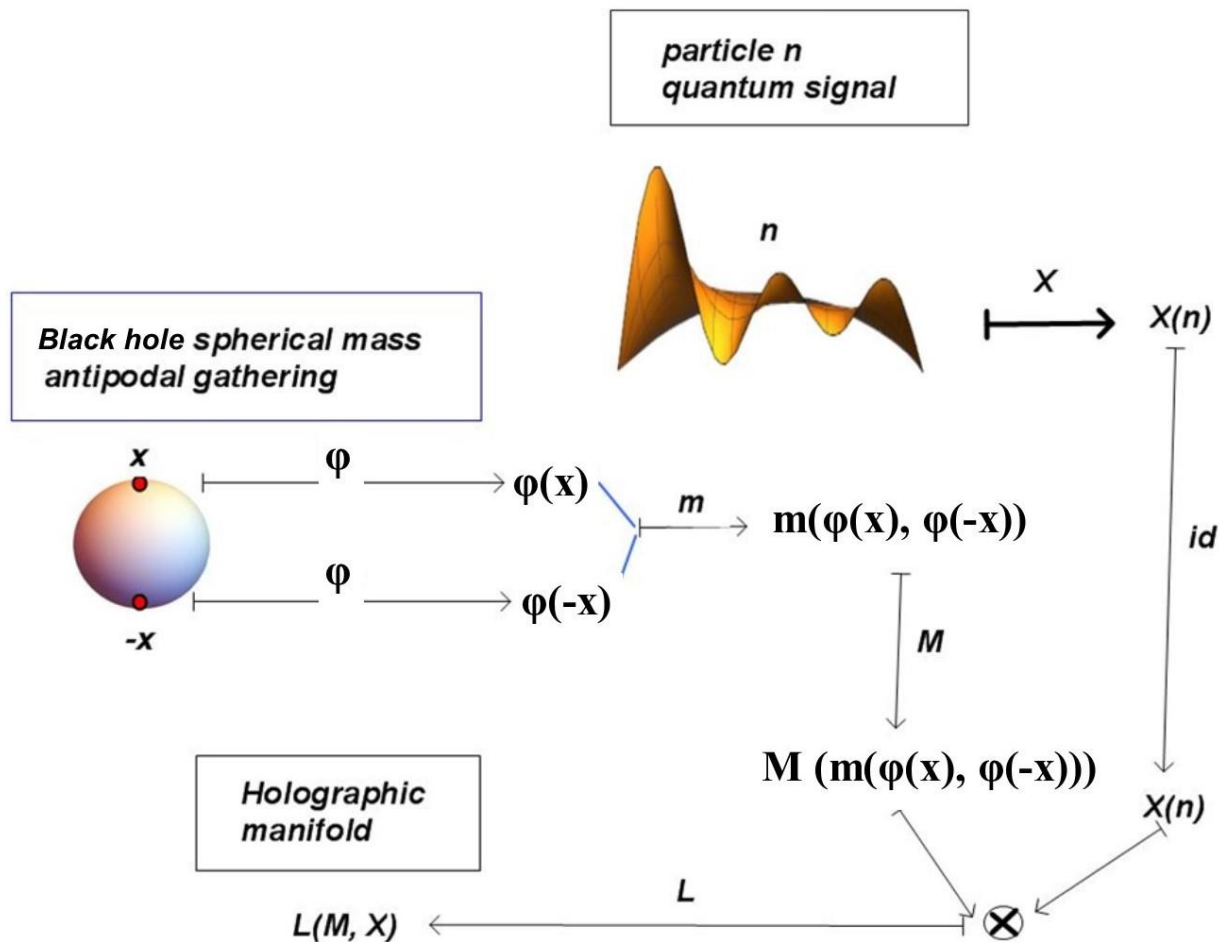 particle n
quantum signal
n
X
X(n)
Black hole spherical mass
antipodal gathering
x
φ
φ(x)
m
m(φ(x), φ(-x))
id
φ
φ(-x)
-x
M
M (m(φ(x), φ(-x)))
Holographic
manifold
X(n)
L
L(M, X)